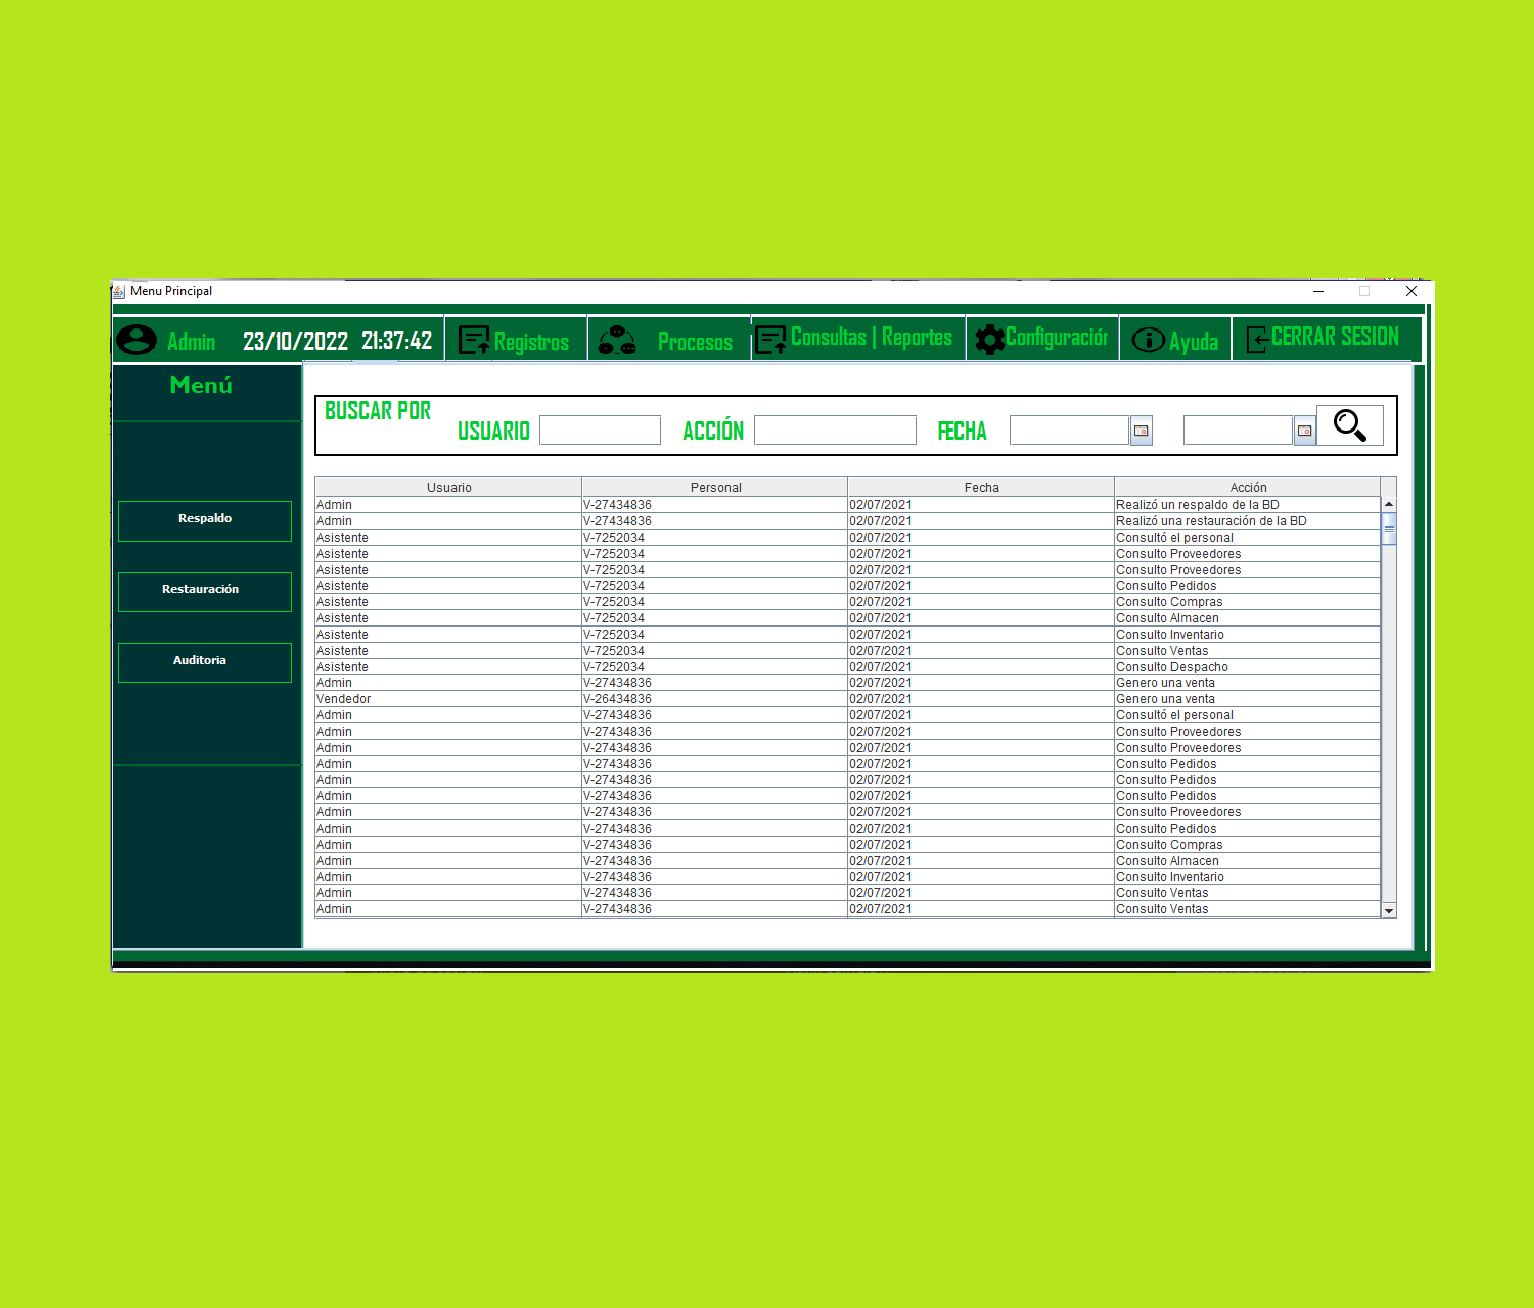 Menu Principal
Admin 23/10/2022 21:37:42 Registros Procesos Consultas | Reportes Configuración Ayuda CERRAR SESION
Menú
Respaldo
Restauración
Auditoria
BUSCAR POR
USUARIO ACCIÓN FECHA
Usuario Personal Fecha Acción
Admin V-27434836 02/07/2021 Realizó un respaldo de la BD
Admin V-27434836 02/07/2021 Realizó una restauración de la BD
Asistente V-7252034 02/07/2021 Consultó el personal
Asistente V-7252034 02/07/2021 Consulto Proveedores
Asistente V-7252034 02/07/2021 Consulto Proveedores
Asistente V-7252034 02/07/2021 Consulto Pedidos
Asistente V-7252034 02/07/2021 Consulto Compras
Asistente V-7252034 02/07/2021 Consulto Almacen
Asistente V-7252034 02/07/2021 Consulto Inventario
Asistente V-7252034 02/07/2021 Consulto Ventas
Asistente V-7252034 02/07/2021 Consulto Despacho
Admin V-27434836 02/07/2021 Genero una venta
Vendedor V-26434836 02/07/2021 Genero una venta
Admin V-27434836 02/07/2021 Consultó el personal
Admin V-27434836 02/07/2021 Consulto Proveedores
Admin V-27434836 02/07/2021 Consulto Proveedores
Admin V-27434836 02/07/2021 Consulto Pedidos
Admin V-27434836 02/07/2021 Consulto Pedidos
Admin V-27434836 02/07/2021 Consulto Pedidos
Admin V-27434836 02/07/2021 Consulto Proveedores
Admin V-27434836 02/07/2021 Consulto Pedidos
Admin V-27434836 02/07/2021 Consulto Compras
Admin V-27434836 02/07/2021 Consulto Almacen
Admin V-27434836 02/07/2021 Consulto Inventario
Admin V-27434836 02/07/2021 Consulto Ventas
Admin V-27434836 02/07/2021 Consulto Ventas